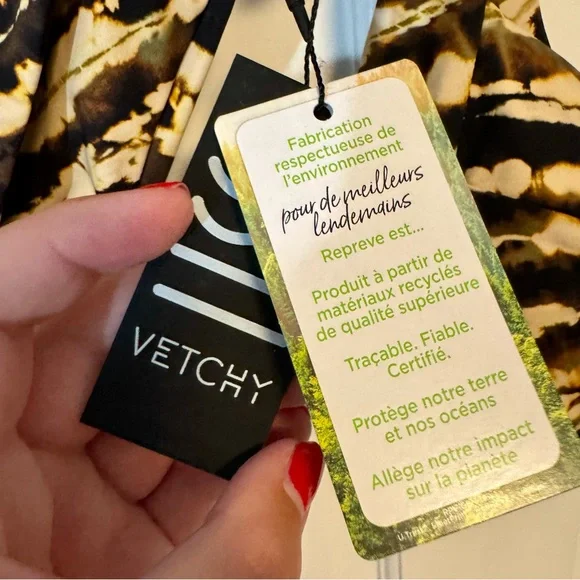 VETCHY
Fabrication
respectueuse de
l'environnement
pour de meilleurs
lendemains
Repreve est...
Produit à partir de
matériaux recyclés
de qualité supérieure
Traçable. Fiable.
Certifié.
Protège notre terre
et nos océans
Allège notre impact
sur la planète